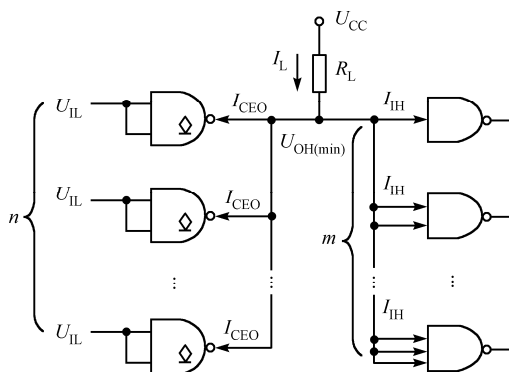 U_CC
I_L
R_L
U_IL
I_CEO
I_IH
U_OH(min)
U_IL
I_CEO
I_IH
n
m
...
...
...
...
U_IL
I_CEO
I_IH